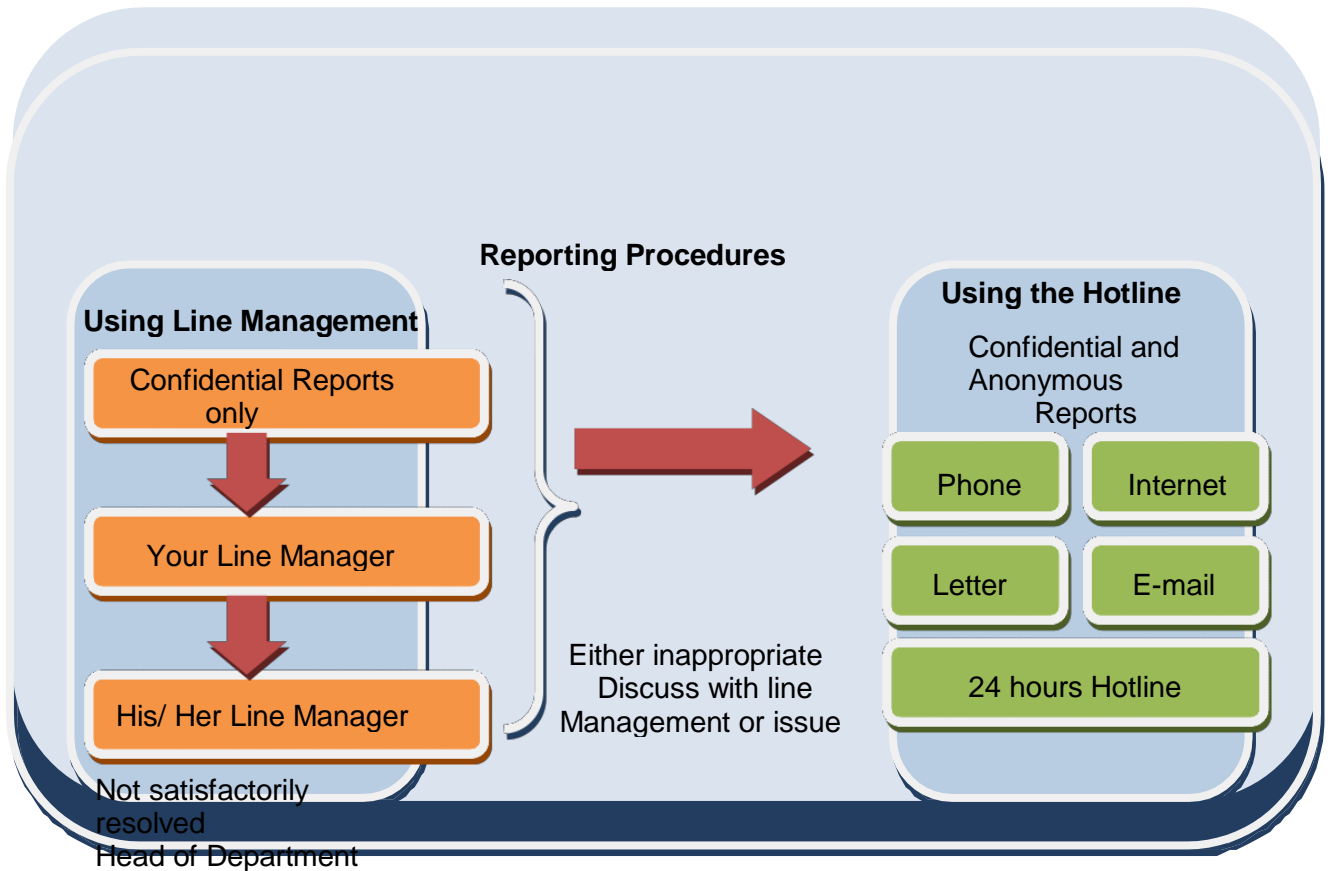 Reporting Procedures
Using Line Management
Confidential Reports
only
Your Line Manager
His/ Her Line Manager
Not satisfactorily
resolved
Head of Department
Either inappropriate
Discuss with line
Management or issue
Using the Hotline
Confidential and
Anonymous
Reports
Phone
Internet
Letter
E-mail
24 hours Hotline